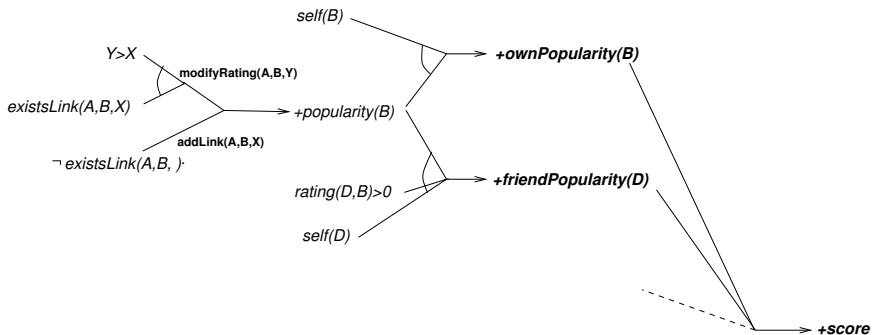 self(B)
Y>X
modifyRating(A,B,Y)
+ownPopularity(B)
existsLink(A,B,X)
+popularity(B)
addLink(A,B,X)
¬ existsLink(A,B, ).
rating(D,B)>0
+friendPopularity(D)
self(D)
+score